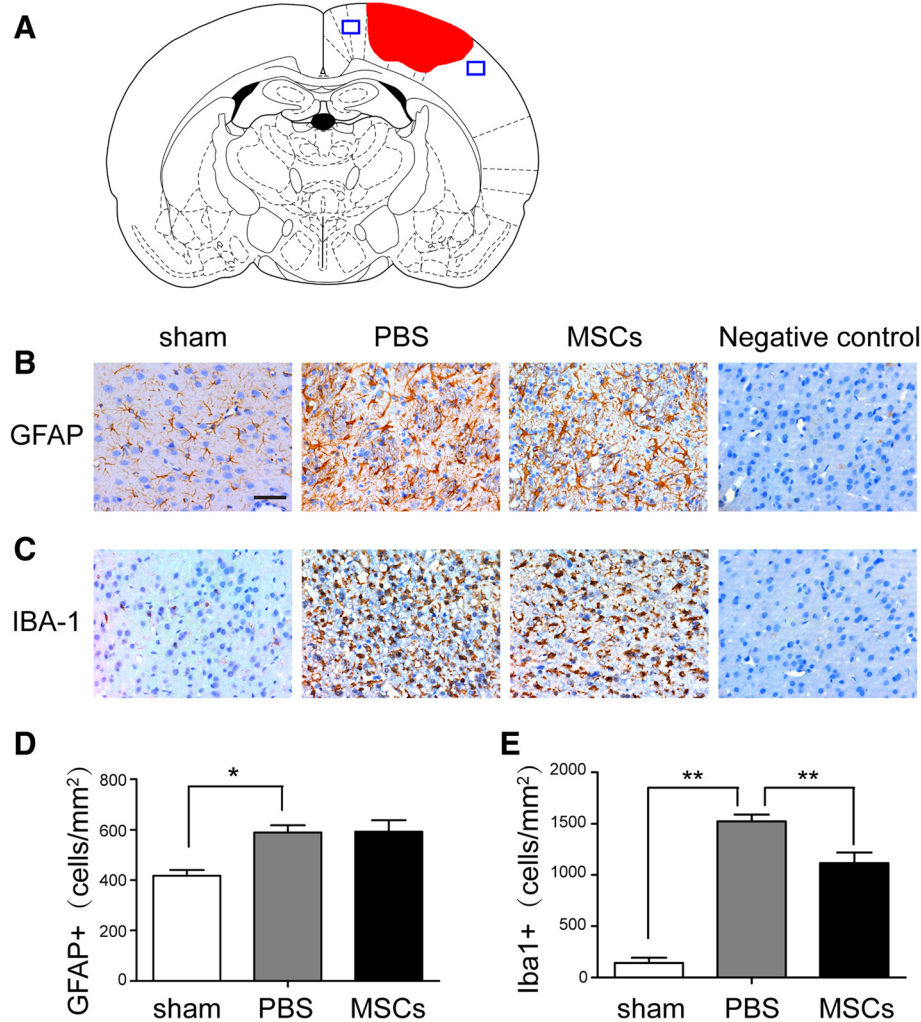 A
sham PBS MSCs Negative control
B
GFAP
C
IBA-1
D
GFAP+ (cells/mm²)
800
600
400
200
0
*
sham PBS MSCs
E
Iba1+ (cells/mm²)
2000
1500
1000
500
0
** **
sham PBS MSCs